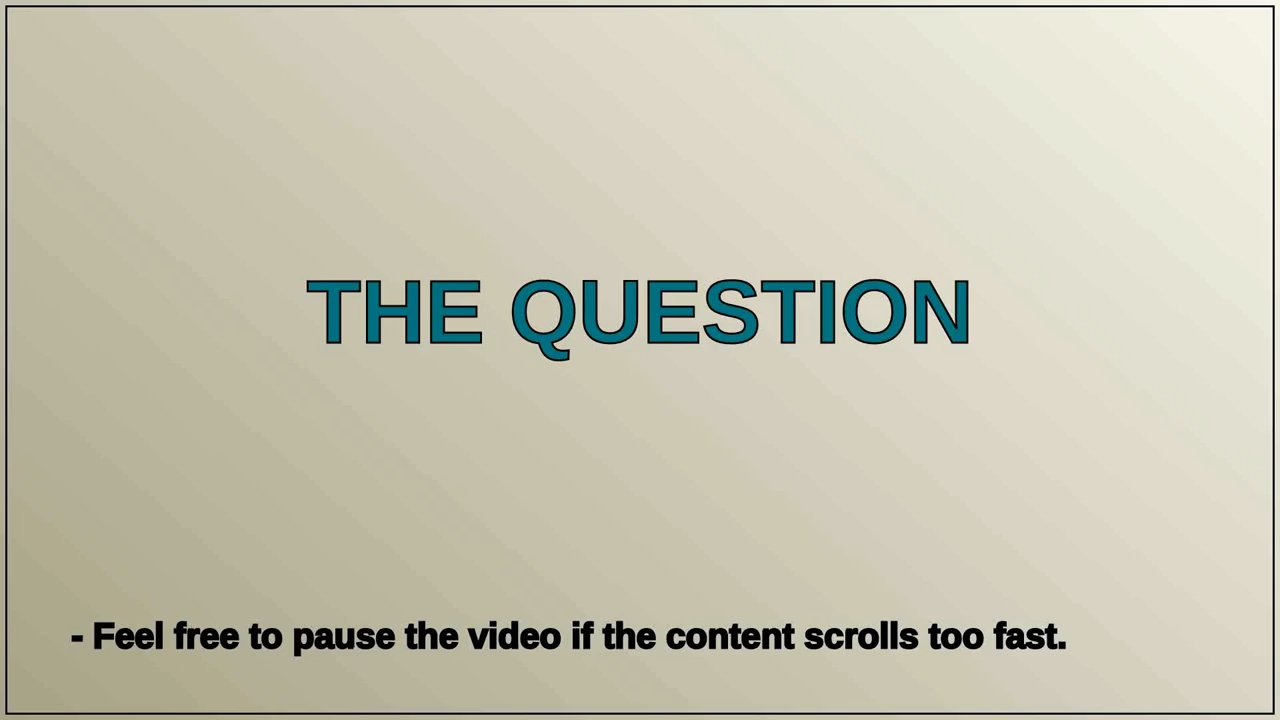 THE QUESTION
- Feel free to pause the video if the content scrolls too fast.